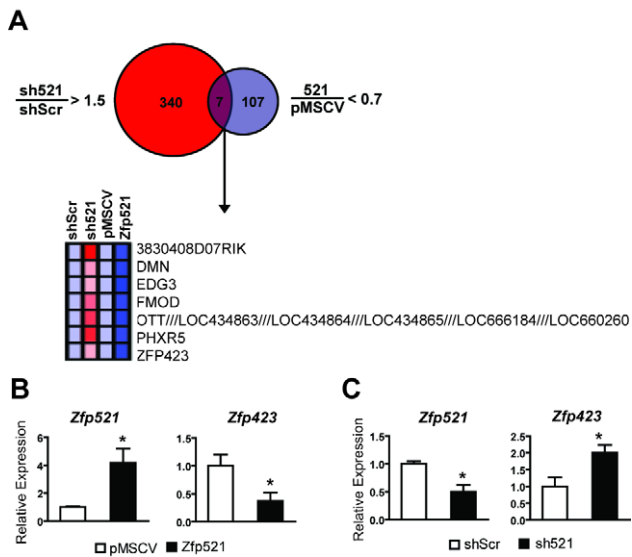 A
sh521
shScr
> 1.5
340
7
107
521
pMSCV
< 0.7
shScr
sh521
pMSCV
Zfp521
3830408D07RIK
DMN
EDG3
FMOD
OTT///LOC434863///LOC434864///LOC434865///LOC666184///LOC660260
PHXR5
ZFP423
B
Zfp521
Zfp423
Relative Expression
6
4
2
0
*
1.5
1.0
0.5
0.0
*
pMSCV Zfp521
C
Zfp521
Zfp423
Relative Expression
1.5
1.0
0.5
0.0
*
2.5
2.0
1.5
1.0
0.5
0.0
*
shScr sh521